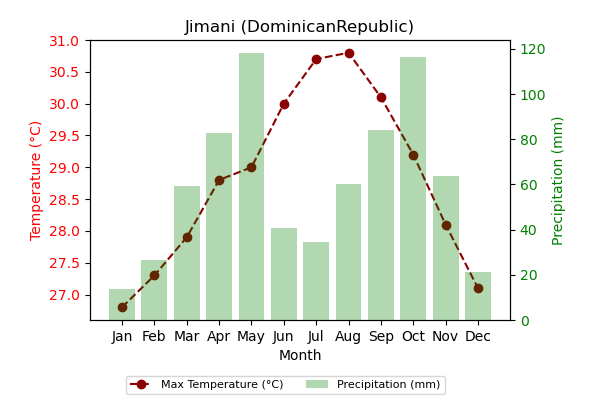 Jimani (DominicanRepublic)
31.0
30.5
30.0
29.5
29.0
28.5
28.0
27.5
27.0
Temperature (°C)
120
100
80
60
40
20
0
Precipitation (mm)
Jan Feb Mar Apr May Jun Jul Aug Sep Oct Nov Dec
Month
Max Temperature (°C) Precipitation (mm)